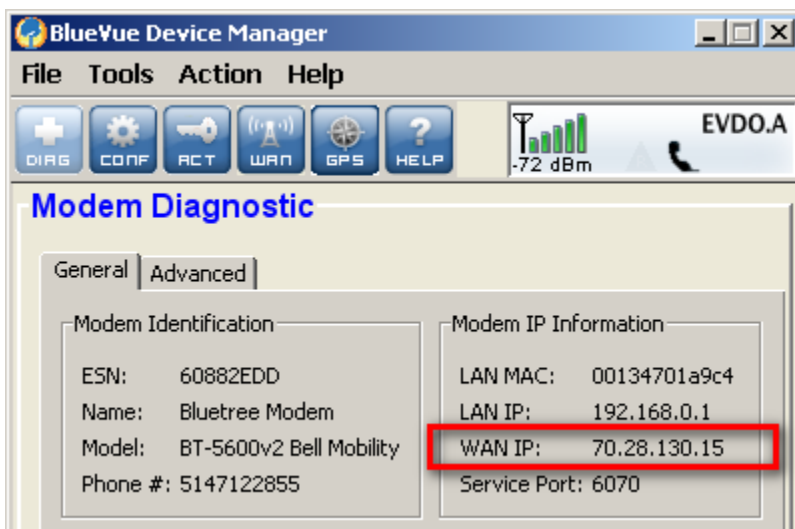 BlueVue Device Manager
File Tools Action Help
DIAG CONF ACT WAN GPS HELP
-72 dBm
EVDO.A
Modem Diagnostic
General Advanced
Modem Identification
ESN: 60882EDD
Name: Bluetree Modem
Model: BT-5600v2 Bell Mobility
Phone #: 5147122855
Modem IP Information
LAN MAC: 00134701a9c4
LAN IP: 192.168.0.1
WAN IP: 70.28.130.15
Service Port: 6070